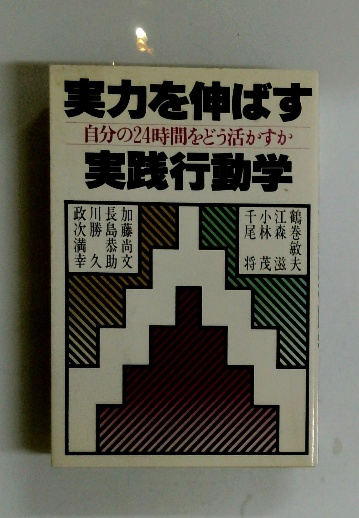 実力を伸ばす
自分の24時間をどう活かすか
実践行動学
鶴巻敏夫
江森滋
小林茂
千尾将
加藤尚文
長島恭助
川勝久
政次満幸